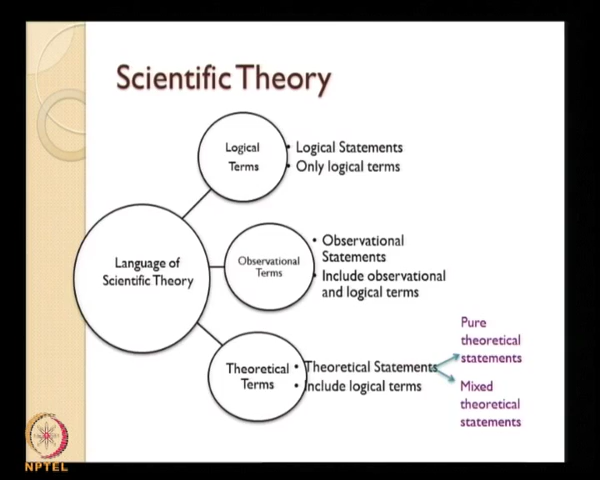 Scientific Theory
Logical
Terms
• Logical Statements
• Only logical terms
Language of
Scientific Theory
Observational
Terms
• Observational
Statements
• Include observational
and logical terms
Theoretical
Terms
• Theoretical Statements
• Include logical terms
Pure
theoretical
statements
Mixed
theoretical
statements
NPTEL